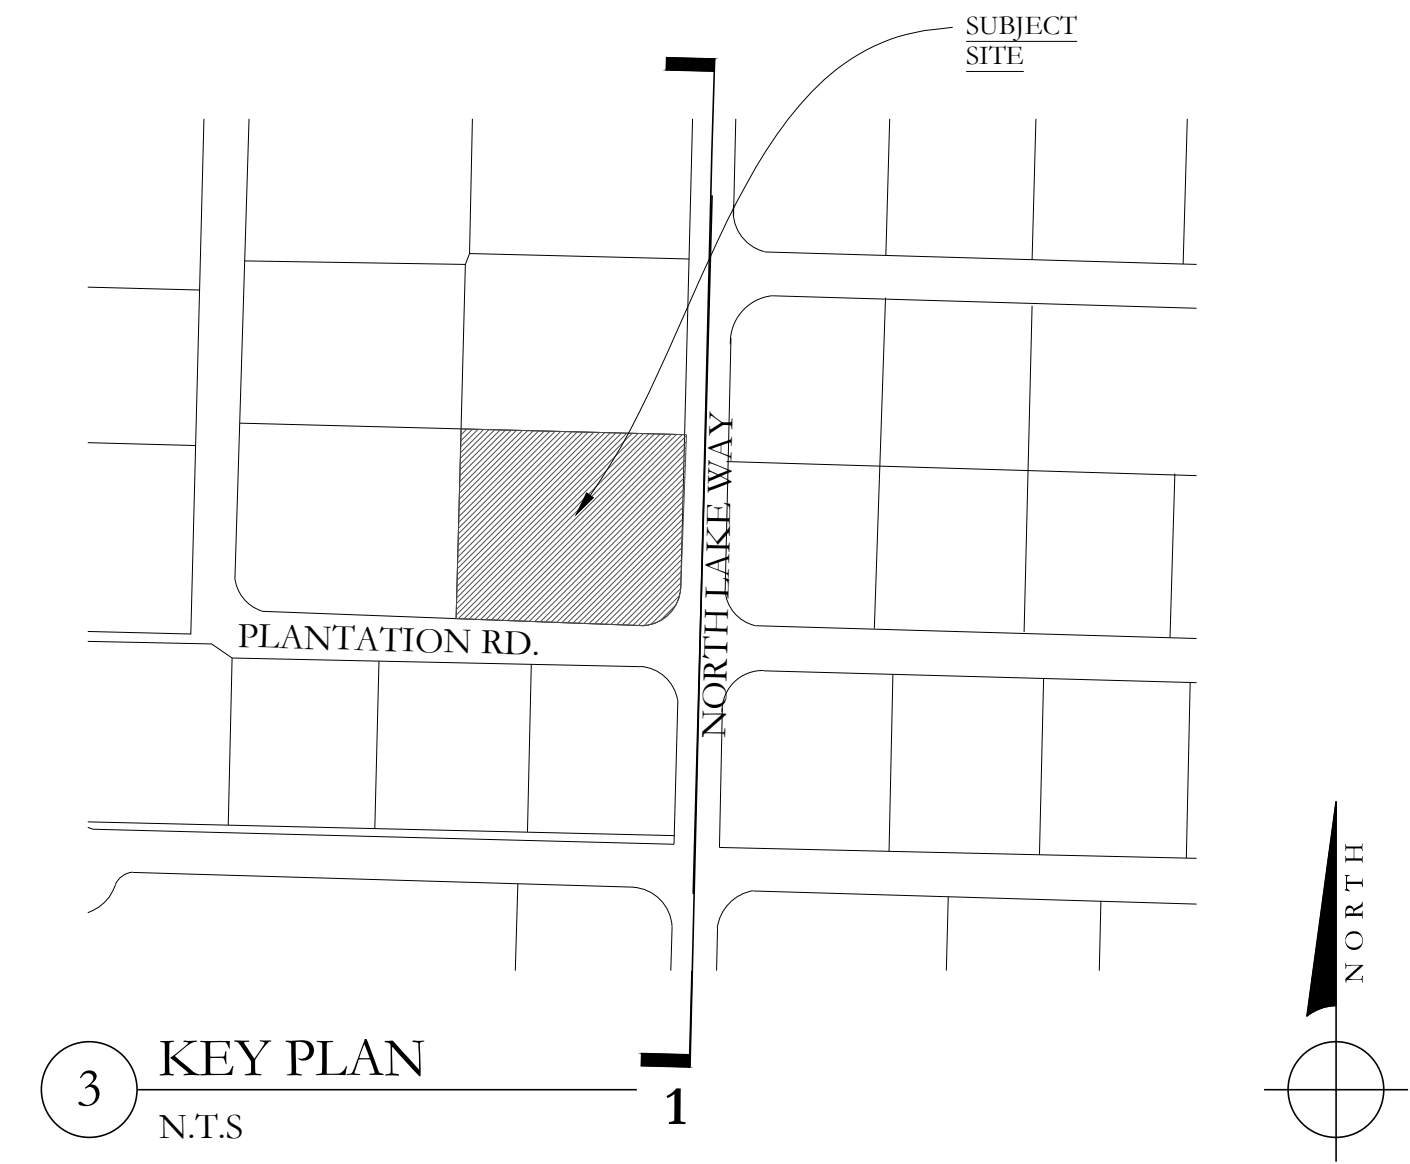 SUBJECT
SITE
NORTH LAKE WAY
PLANTATION RD.
NORTH
3
KEY PLAN
N.T.S
1